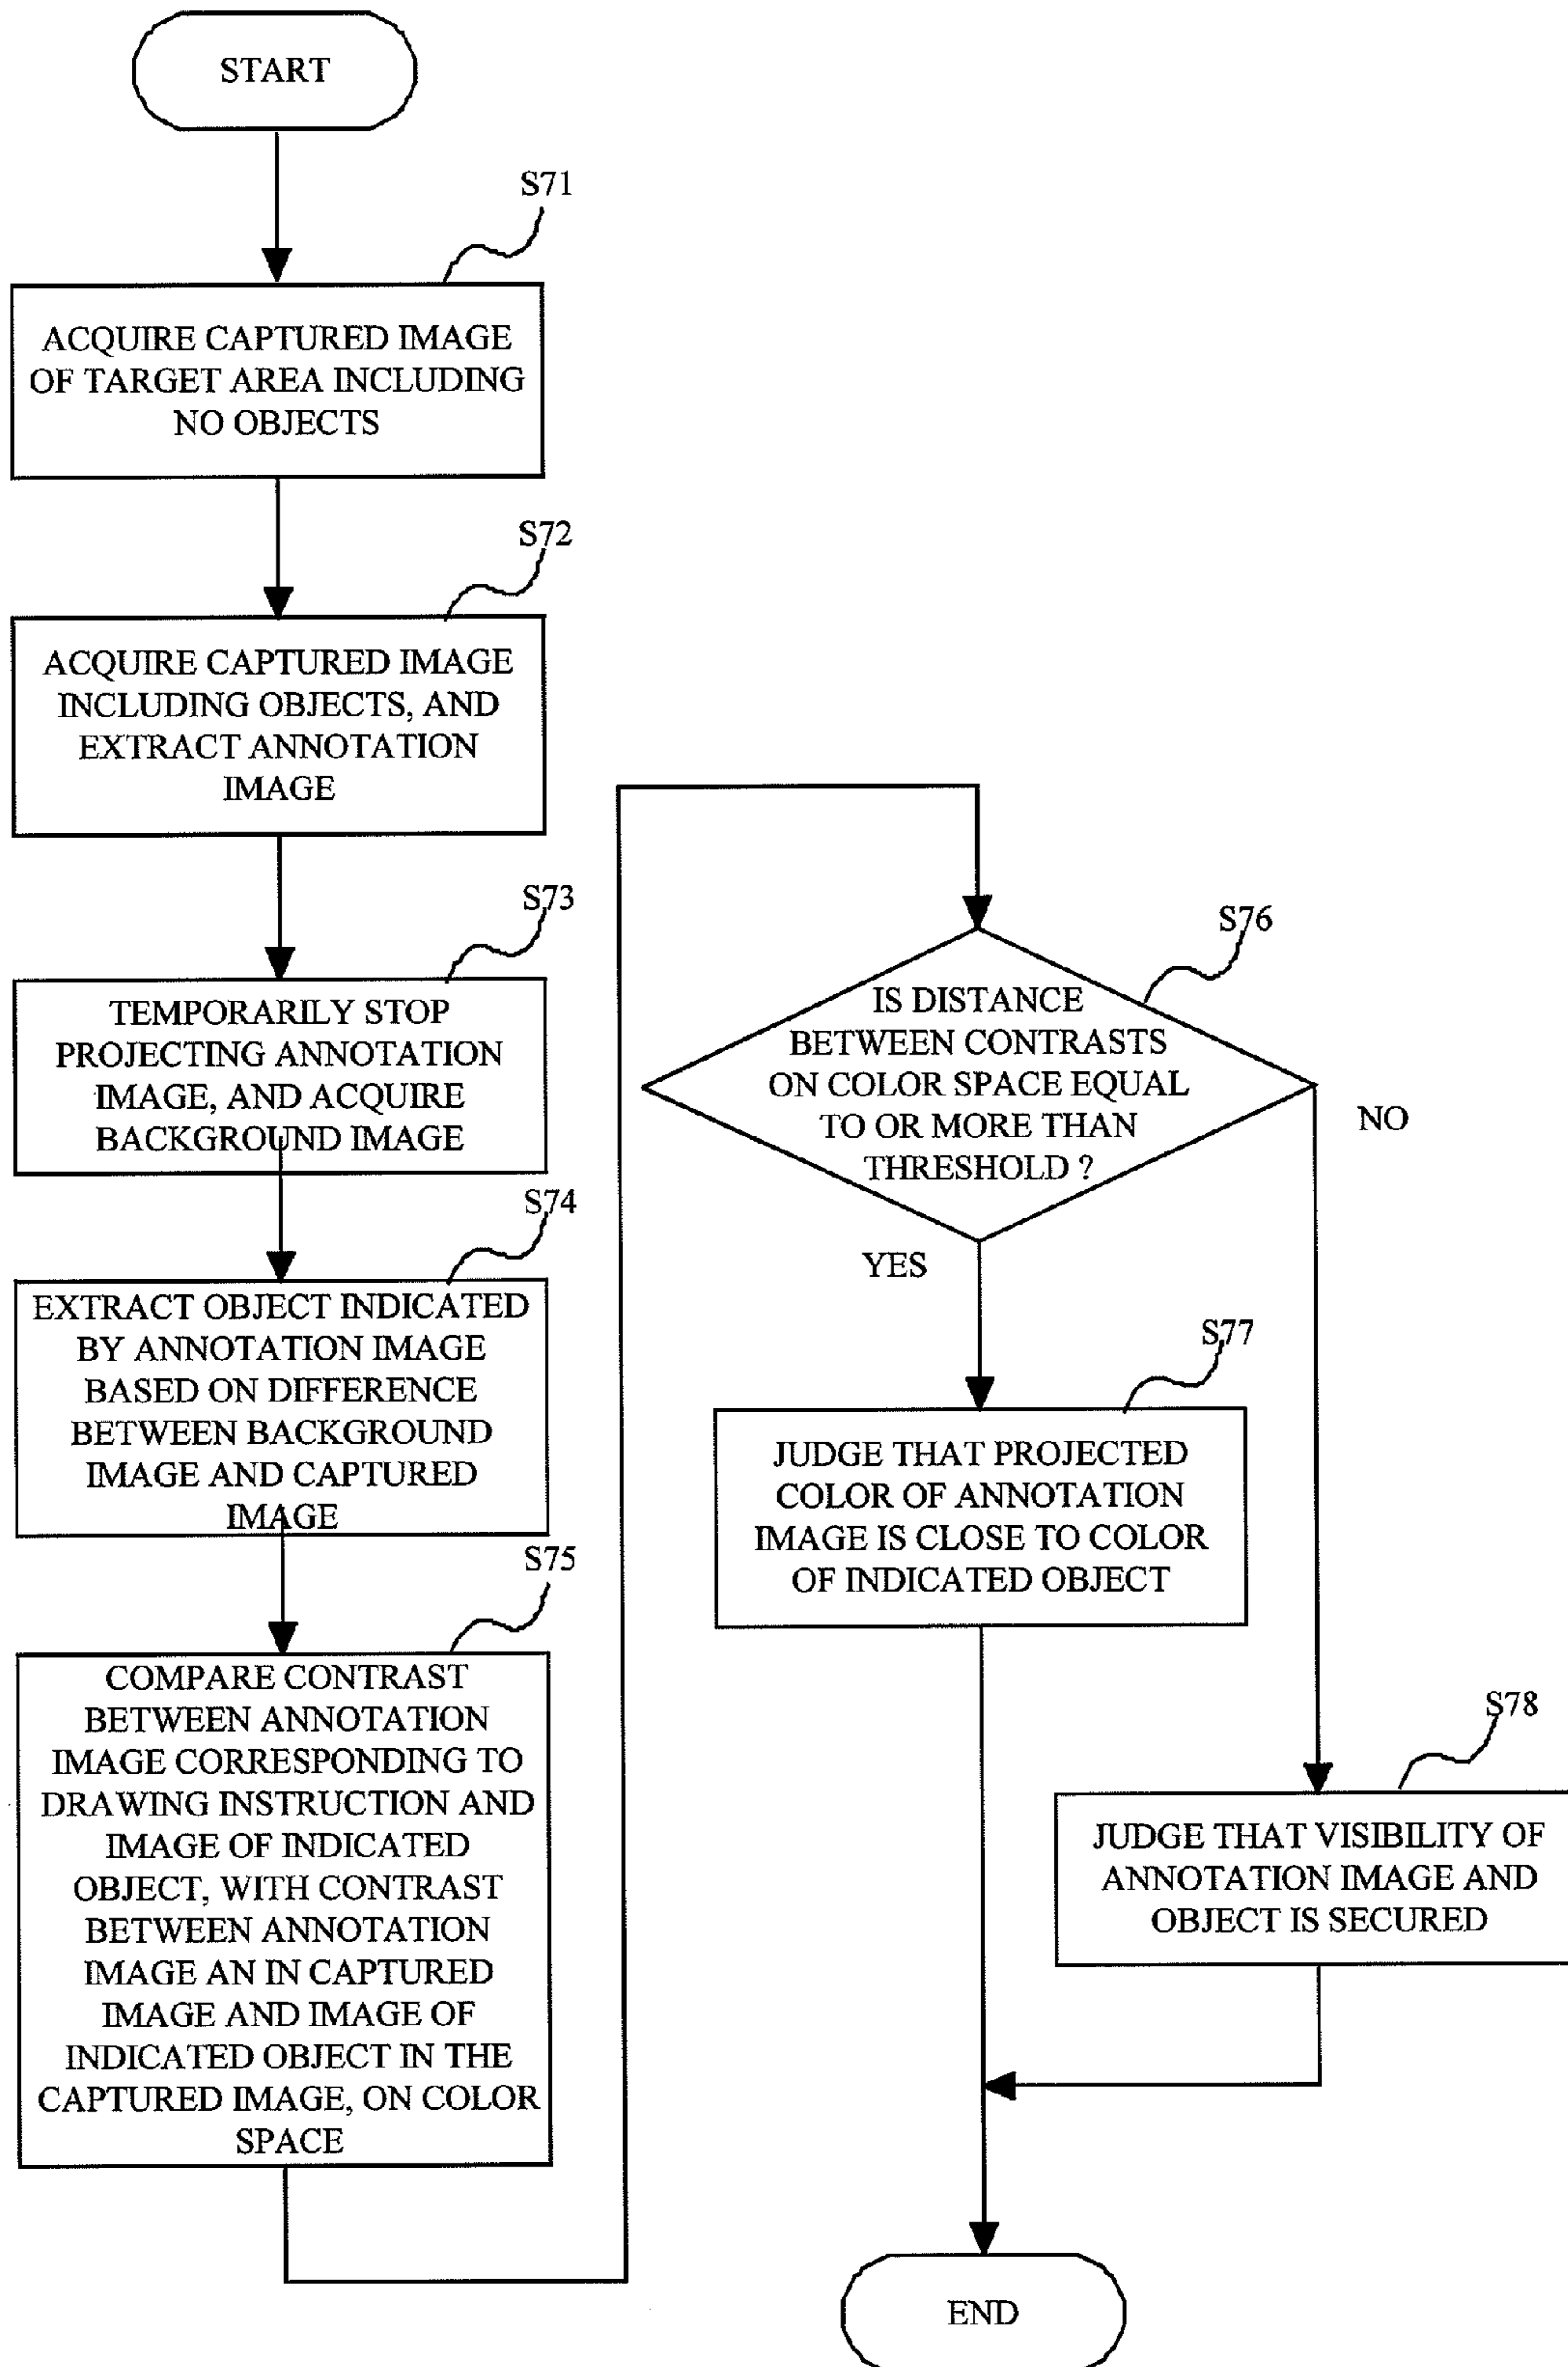 START
S71
ACQUIRE CAPTURED IMAGE
OF TARGET AREA INCLUDING
NO OBJECTS
S72
ACQUIRE CAPTURED IMAGE
INCLUDING OBJECTS, AND
EXTRACT ANNOTATION
IMAGE
S73
TEMPORARILY STOP
PROJECTING ANNOTATION
IMAGE, AND ACQUIRE
BACKGROUND IMAGE
S74
EXTRACT OBJECT INDICATED
BY ANNOTATION IMAGE
BASED ON DIFFERENCE
BETWEEN BACKGROUND
IMAGE AND CAPTURED
IMAGE
S75
COMPARE CONTRAST
BETWEEN ANNOTATION
IMAGE CORRESPONDING TO
DRAWING INSTRUCTION AND
IMAGE OF INDICATED
OBJECT, WITH CONTRAST
BETWEEN ANNOTATION
IMAGE AN IN CAPTURED
IMAGE AND IMAGE OF
INDICATED OBJECT IN THE
CAPTURED IMAGE, ON COLOR
SPACE
S76
IS DISTANCE
BETWEEN CONTRASTS
ON COLOR SPACE EQUAL
TO OR MORE THAN
THRESHOLD ?
NO
YES
S77
JUDGE THAT PROJECTED
COLOR OF ANNOTATION
IMAGE IS CLOSE TO COLOR
OF INDICATED OBJECT
S78
JUDGE THAT VISIBILITY OF
ANNOTATION IMAGE AND
OBJECT IS SECURED
END